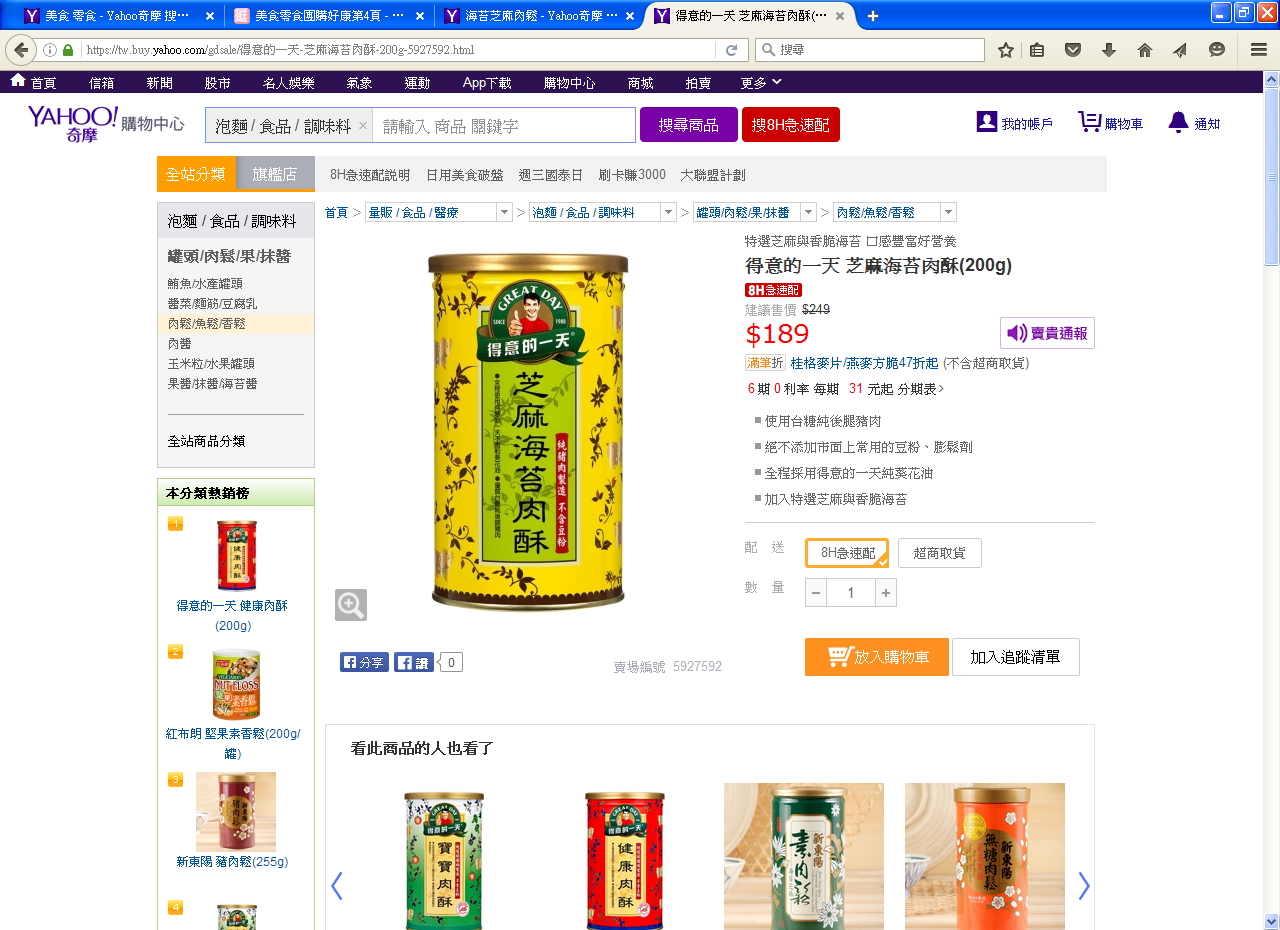 美食 零食 - Yahoo奇摩 搜⋯
美食零食團購好康第4頁 - ⋯
海苔芝麻肉鬆 - Yahoo奇摩 ⋯
得意的一天 芝麻海苔肉酥(⋯
https://tw.buy.yahoo.com/gdsale/得意的一天-芝麻海苔肉酥-200g-5927592.html
搜尋
首頁 信箱 新聞 股市 名人娛樂 氣象 運動 App下載 購物中心 商城 拍賣 更多
YAHOO! 奇摩 購物中心
泡麵 / 食品 / 調味料 × 請輸入 商品 關鍵字
搜尋商品
搜8H急速配
我的帳戶
購物車
通知
全站分類 旗艦店 8H急速配說明 日用美食破盤 週三國泰日 刷卡賺3000 大聯盟計劃
泡麵 / 食品 / 調味料
罐頭/肉鬆/果/抹醬
鮪魚/水產罐頭
醬菜/麵筋/豆腐乳
肉鬆/魚鬆/香鬆
肉醬
玉米粒/水果罐頭
果醬/抹醬/海苔醬
全站商品分類
本分類熱銷榜
1
健康肉酥
得意的一天 健康肉酥
(200g)
2
VEGETARIAN
NUT FLOSS
得意的一天 
紅布朗 堅果素香鬆(200g/
罐)
3
新東陽 豬肉鬆(255g)
4
首頁 > 量販 / 食品 / 醫療 > 泡麵 / 食品 / 調味料 > 罐頭/肉鬆/果/抹醬 > 肉鬆/魚鬆/香鬆
GREAT DAY
SINCE 1988
得意的一天
芝麻海苔肉酥
純豬肉製造 不含豆粉
特選芝麻與香脆海苔 口感豐富好營養
得意的一天 芝麻海苔肉酥(200g)
8H急速配
建議售價 $249
$189
賣貴通報
滿筆折 桂格麥片/燕麥方脆47折起 (不含超商取貨)
6 期 0 利率 每期 31 元起 分期表
使用台糖純後腿豬肉
絕不添加市面上常用的豆粉、膨鬆劑
全程採用得意的一天純葵花油
加入特選芝麻與香脆海苔
配 送 8H急速配 超商取貨
數 量 − 1 +
放入購物車
加入追蹤清單
分享
讚
0
賣場編號 5927592
看此商品的人也看了
GREAT DAY
得意的一天
寶寶肉酥
GREAT DAY
得意的一天
健康肉酥
新東陽
素肉鬆
新東陽
無糖肉鬆